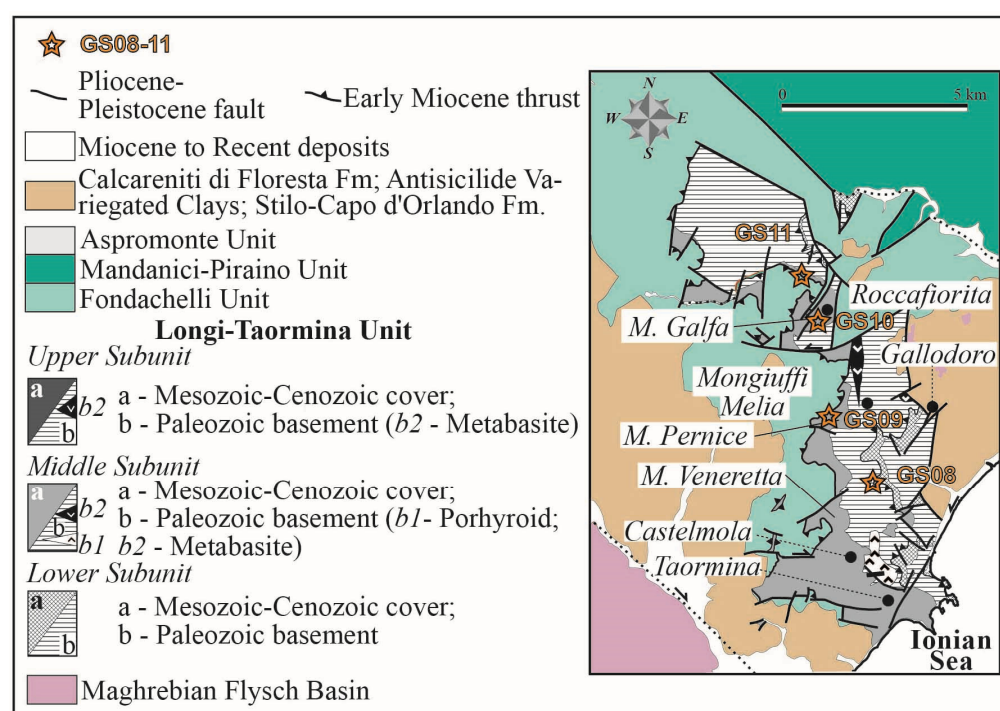 GS08-11
Pliocene-
Pleistocene fault
Early Miocene thrust
Miocene to Recent deposits
Calcareniti di Floresta Fm; Antisicilide Va-
riegated Clays; Stilo-Capo d'Orlando Fm.
Aspromonte Unit
Mandanici-Piraino Unit
Fondachelli Unit
Longi-Taormina Unit
Upper Subunit
a
b
b2
a - Mesozoic-Cenozoic cover;
b - Paleozoic basement (b2 - Metabasite)
Middle Subunit
a
b
b2
b1
a - Mesozoic-Cenozoic cover;
b - Paleozoic basement (b1- Porhyroid;
b2 - Metabasite)
Lower Subunit
a
b
a - Mesozoic-Cenozoic cover;
b - Paleozoic basement
Maghrebian Flysch Basin
N
W
E
S
0
5 km
GS11
Roccafiorita
M. Galfa
GS10
Gallodoro
Mongiuffi
Melia
GS09
M. Pernice
M. Veneretta
GS08
Castelmola
Taormina
Ionian
Sea